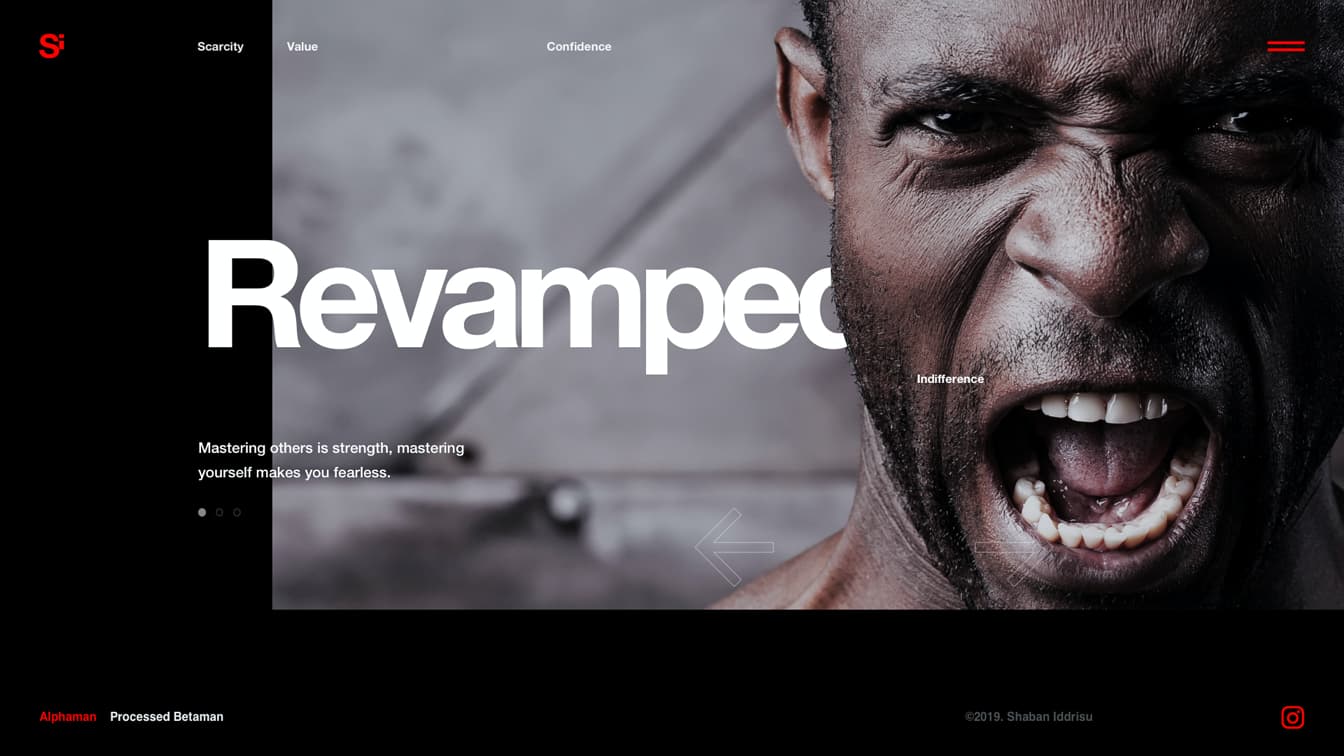 Si
Scarcity
Value
Confidence
Revamped
Indifference
Mastering others is strength, mastering
yourself makes you fearless.
Alphaman
Processed Betaman
©2019. Shaban Iddrisu